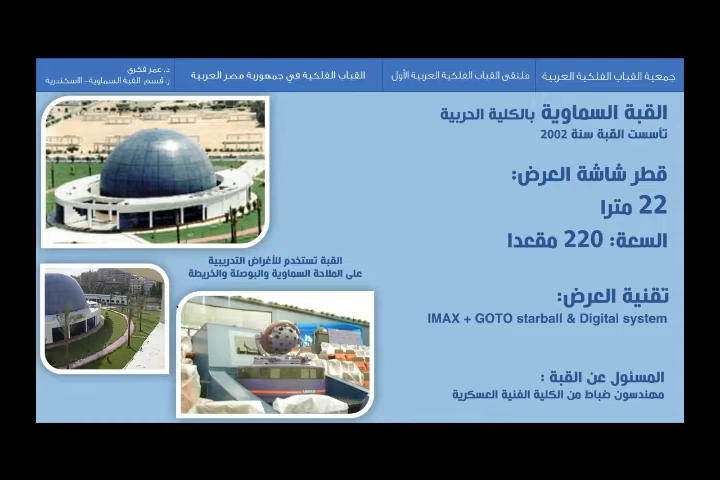 جمعية القباب الفلكية العربية
ملتقى القباب الفلكية العربية الأول
القباب الفلكية في جمهورية مصر العربية
د. عمر فكري
ر. قسم القبة السماوية- الاسكندرية
القبة السماوية بالكلية الحربية
تأسست القبة سنة 2002
قطر شاشة العرض:
22 مترا
السعة: 220 مقعدا
القبة تستخدم للأغراض التدريبية
على الملاحة السماوية والبوصلة والخريطة
تقنية العرض:
IMAX + GOTO starball & Digital system
المسئول عن القبة :
مهندسون ضباط من الكلية الفنية العسكرية